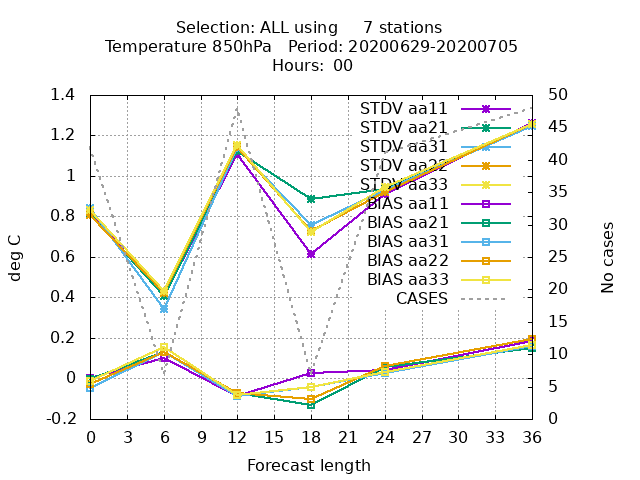 Selection: ALL using     7 stations
Temperature 850hPa   Period: 20200629-20200705
Hours:  00
1.4
1.2
1
0.8
0.6
0.4
0.2
0
-0.2
deg C
50
45
40
35
30
25
20
15
10
5
0
No cases
STDV aa11
STDV aa21
STDV aa31
STDV aa22
STDV aa33
BIAS aa11
BIAS aa21
BIAS aa31
BIAS aa22
BIAS aa33
CASES
0 3 6 9 12 15 18 21 24 27 30 33 36
Forecast length